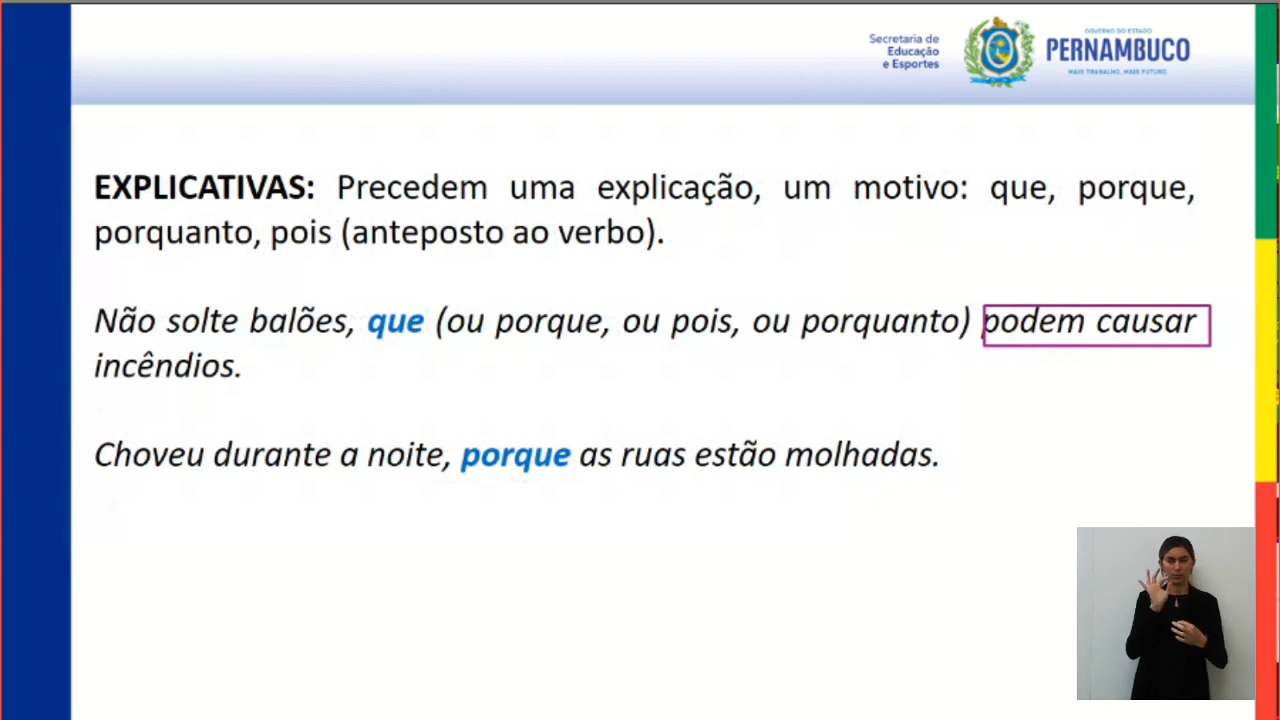 Secretaria de
Educação
e Esportes
GOVERNO DO ESTADO
PERNAMBUCO
MAIS TRABALHO, MAIS FUTURO.
EXPLICATIVAS: Precedem uma explicação, um motivo: que, porque,
porquanto, pois (anteposto ao verbo).
Não solte balões, que (ou porque, ou pois, ou porquanto) podem causar
incêndios.
Choveu durante a noite, porque as ruas estão molhadas.